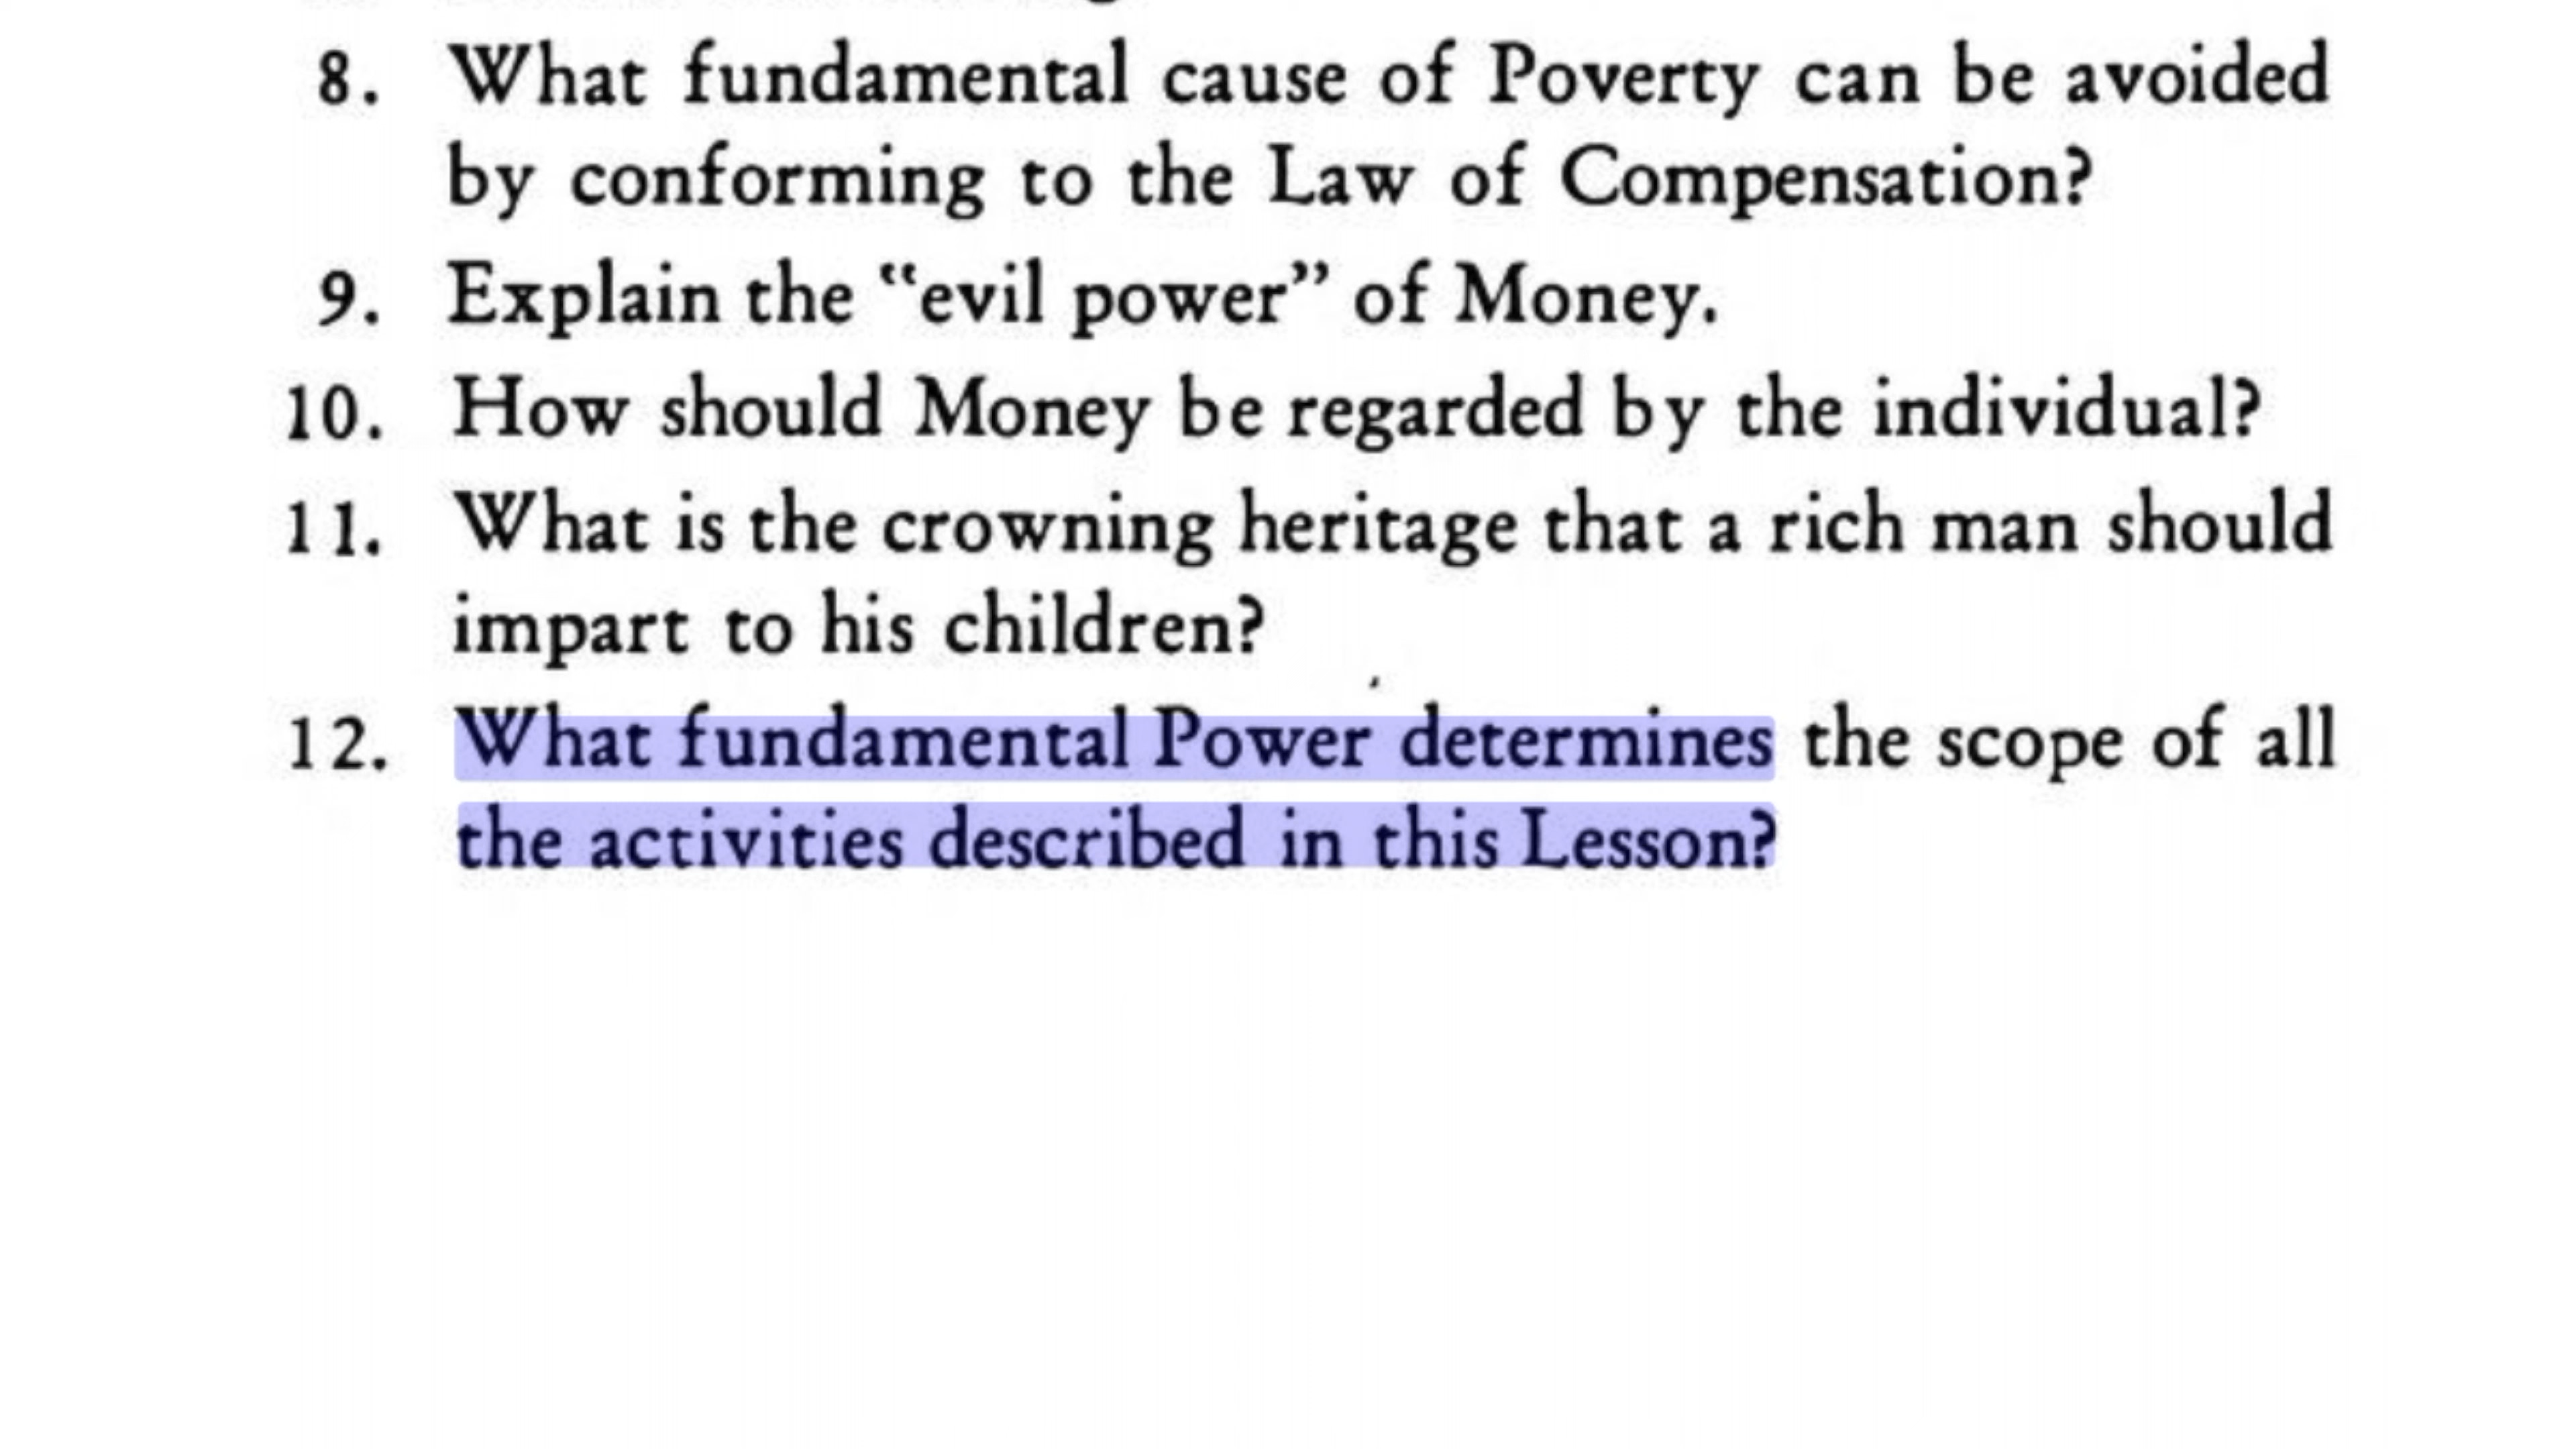 8. What fundamental cause of Poverty can be avoided
by conforming to the Law of Compensation?
9. Explain the “evil power” of Money.
10. How should Money be regarded by the individual?
11. What is the crowning heritage that a rich man should
impart to his children?
12. What fundamental Power determines the scope of all
the activities described in this Lesson?